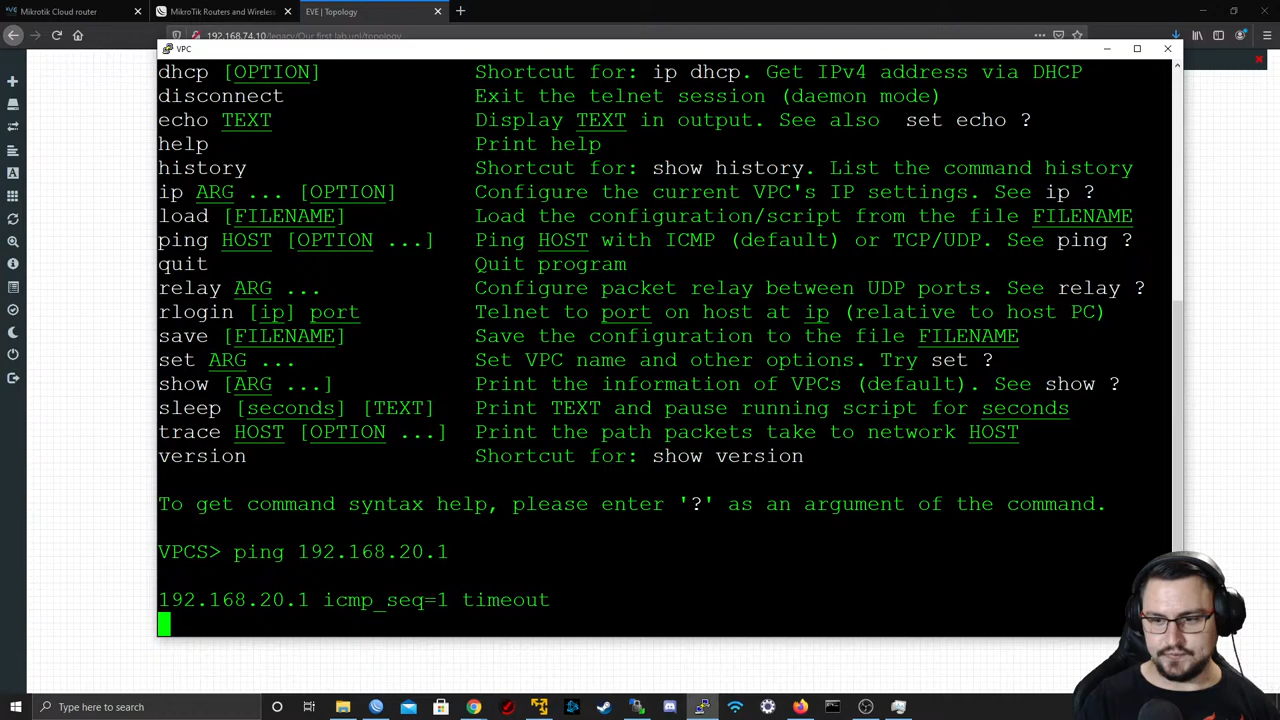 Mikrotik Cloud router
MikroTik Routers and Wireless
EVE | Topology
192.168.74.10/legacy/Our first lab.unl/topology
VPC
dhcp [OPTION] Shortcut for: ip dhcp. Get IPv4 address via DHCP
disconnect Exit the telnet session (daemon mode)
echo TEXT Display TEXT in output. See also set echo ?
help Print help
history Shortcut for: show history. List the command history
ip ARG ... [OPTION] Configure the current VPC's IP settings. See ip ?
load [FILENAME] Load the configuration/script from the file FILENAME
ping HOST [OPTION ...] Ping HOST with ICMP (default) or TCP/UDP. See ping ?
quit Quit program
relay ARG ... Configure packet relay between UDP ports. See relay ?
rlogin [ip] port Telnet to port on host at ip (relative to host PC)
save [FILENAME] Save the configuration to the file FILENAME
set ARG ... Set VPC name and other options. Try set ?
show [ARG ...] Print the information of VPCs (default). See show ?
sleep [seconds] [TEXT] Print TEXT and pause running script for seconds
trace HOST [OPTION ...] Print the path packets take to network HOST
version Shortcut for: show version
To get command syntax help, please enter '?' as an argument of the command.
VPCS> ping 192.168.20.1
192.168.20.1 icmp_seq=1 timeout
Type here to search